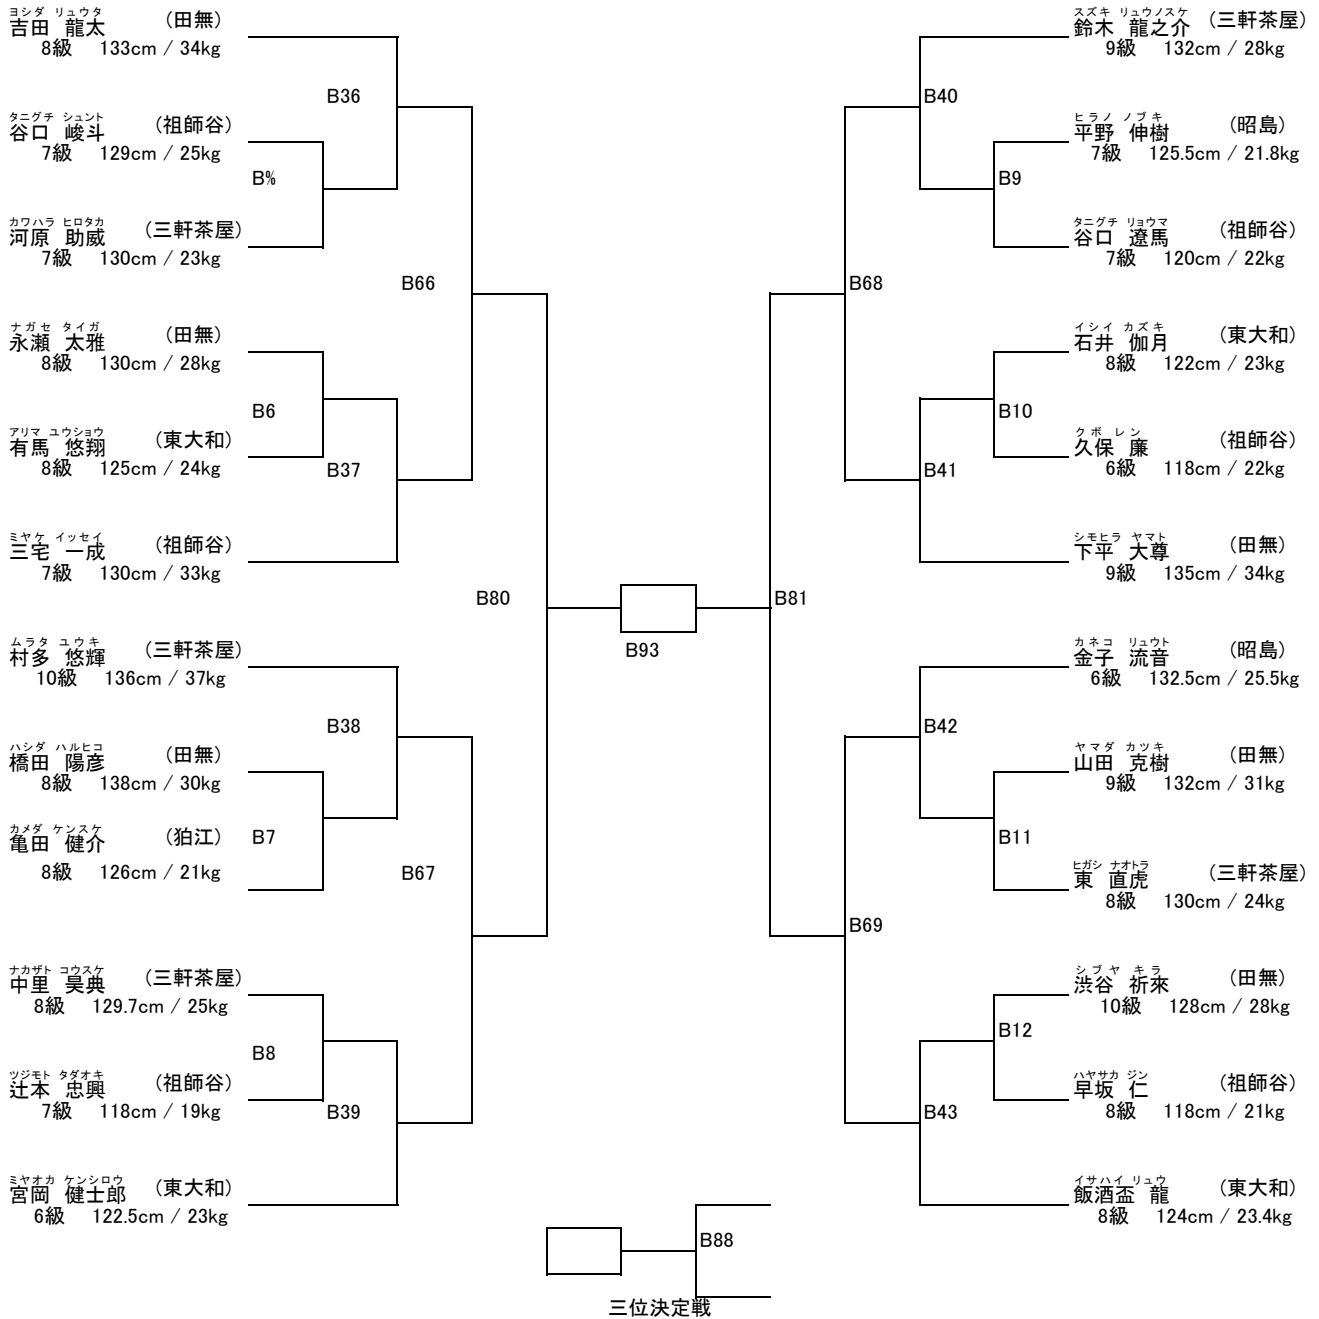 ヨシダ リュウタ
吉田 龍太 (田無)
8級 133cm / 34kg
B36
タニグチ シュント
谷口 峻斗 (祖師谷)
7級 129cm / 25kg
B%
カワハラ ヒロタカ
河原 助威 (三軒茶屋)
7級 130cm / 23kg
B66
ナガセ タイガ
永瀬 太雅 (田無)
8級 130cm / 28kg
B6
アリマ ユウショウ
有馬 悠翔 (東大和)
8級 125cm / 24kg
B37
ミヤケ イッセイ
三宅 一成 (祖師谷)
7級 130cm / 33kg
B80
ムラタ ユウキ
村多 悠輝 (三軒茶屋)
10級 136cm / 37kg
B38
ハシダ ハルヒコ
橋田 陽彦 (田無)
8級 138cm / 30kg
カメダ ケンスケ
亀田 健介 (狛江)
B7
8級 126cm / 21kg
B67
ナカザト コウスケ
中里 昊典 (三軒茶屋)
8級 129.7cm / 25kg
B8
ツジモト タダオキ
辻本 忠興 (祖師谷)
7級 118cm / 19kg
B39
ミヤオカ ケンシロウ
宮岡 健士郎 (東大和)
6級 122.5cm / 23kg
B93
スズキ リュウノスケ
鈴木 龍之介 (三軒茶屋)
9級 132cm / 28kg
B40
ヒラノ ノブキ
平野 伸樹 (昭島)
7級 125.5cm / 21.8kg
B9
タニグチ リョウマ
谷口 遼馬 (祖師谷)
7級 120cm / 22kg
B68
イシイ カズキ
石井 伽月 (東大和)
8級 122cm / 23kg
B10
クボ レン
久保 廉 (祖師谷)
6級 118cm / 22kg
B41
シモヒラ ヤマト
下平 大尊 (田無)
9級 135cm / 34kg
B81
カネコ リュウト
金子 流音 (昭島)
6級 132.5cm / 25.5kg
B42
ヤマダ カツキ
山田 克樹 (田無)
9級 132cm / 31kg
B11
ヒガシ ナオトラ
東 直虎 (三軒茶屋)
8級 130cm / 24kg
B69
シブヤ キラ
渋谷 祈來 (田無)
10級 128cm / 28kg
B12
ハヤサカ ジン
早坂 仁 (祖師谷)
8級 118cm / 21kg
B43
イサハイ リュウ
飯酒盃 龍 (東大和)
8級 124cm / 23.4kg
B88
三位決定戦